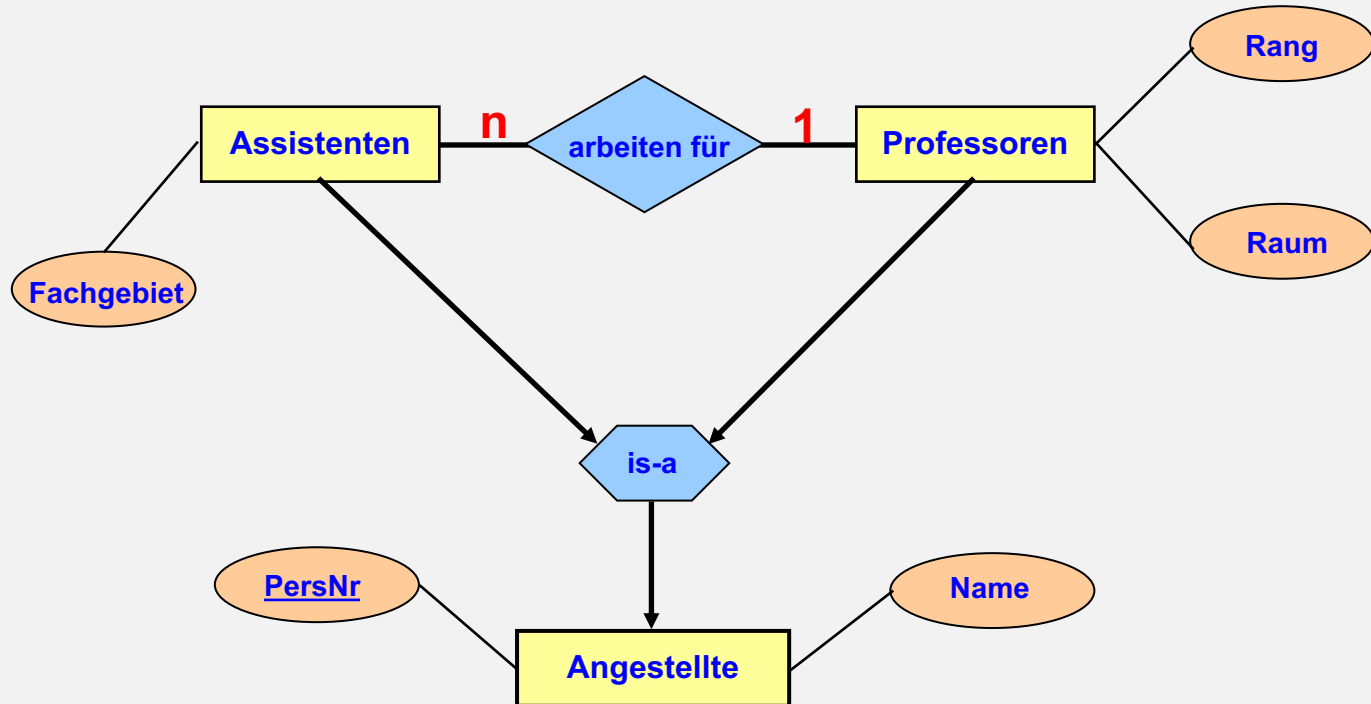 Rang
Assistenten
n
arbeiten für
1
Professoren
Raum
Fachgebiet
is-a
PersNr
Name
Angestellte